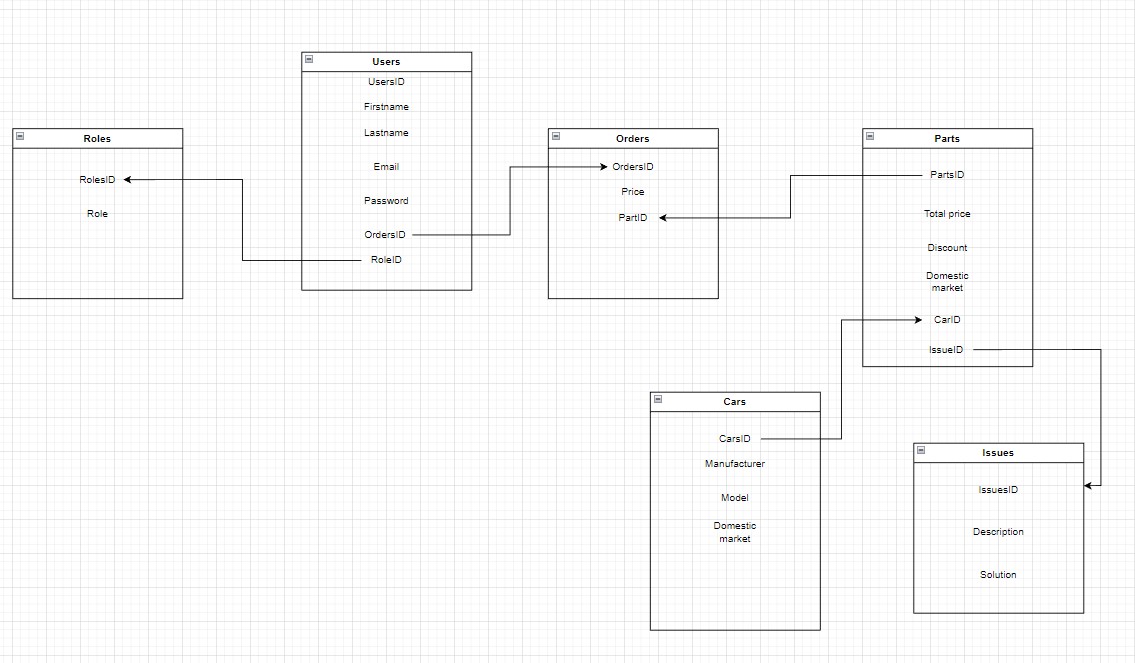 Users
UsersID
Firstname
Lastname
Email
Password
OrdersID
RoleID
Roles
RolesID
Role
Orders
OrdersID
Price
PartID
Parts
PartsID
Total price
Discount
Domestic
market
CarID
IssueID
Cars
CarsID
Manufacturer
Model
Domestic
market
Issues
IssuesID
Description
Solution